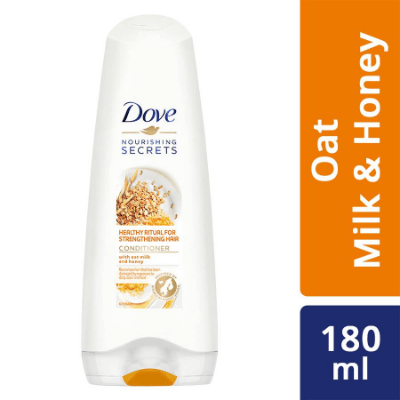 Dove
NOURISHING
SECRETS
HEALTHY RITUAL FOR
STRENGTHENING HAIR
CONDITIONER
with oat milk
and honey
Oat
Milk & Honey
180
ml